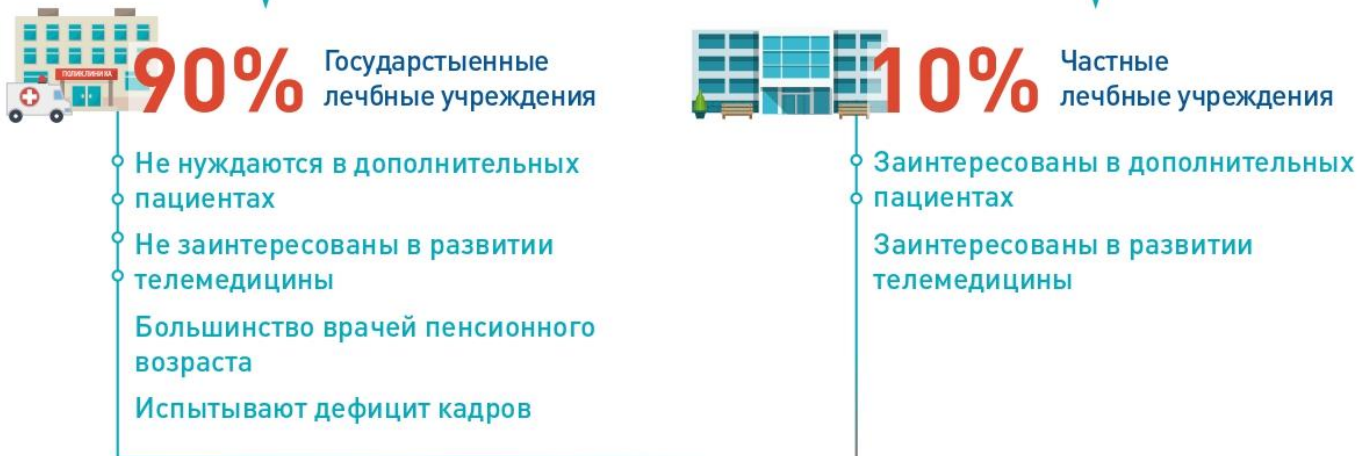 ПОЛИКЛИНИКА
90%
Государстыенные
лечбные учреждения
Не нуждаются в дополнительных
пациентах
Не заинтересованы в развитии
телемедицины
Большинство врачей пенсионного
возраста
Испытывают дефицит кадров
10%
Частные
лечбные учреждения
Заинтересованы в дополнительных
пациентах
Заинтересованы в развитии
телемедицины